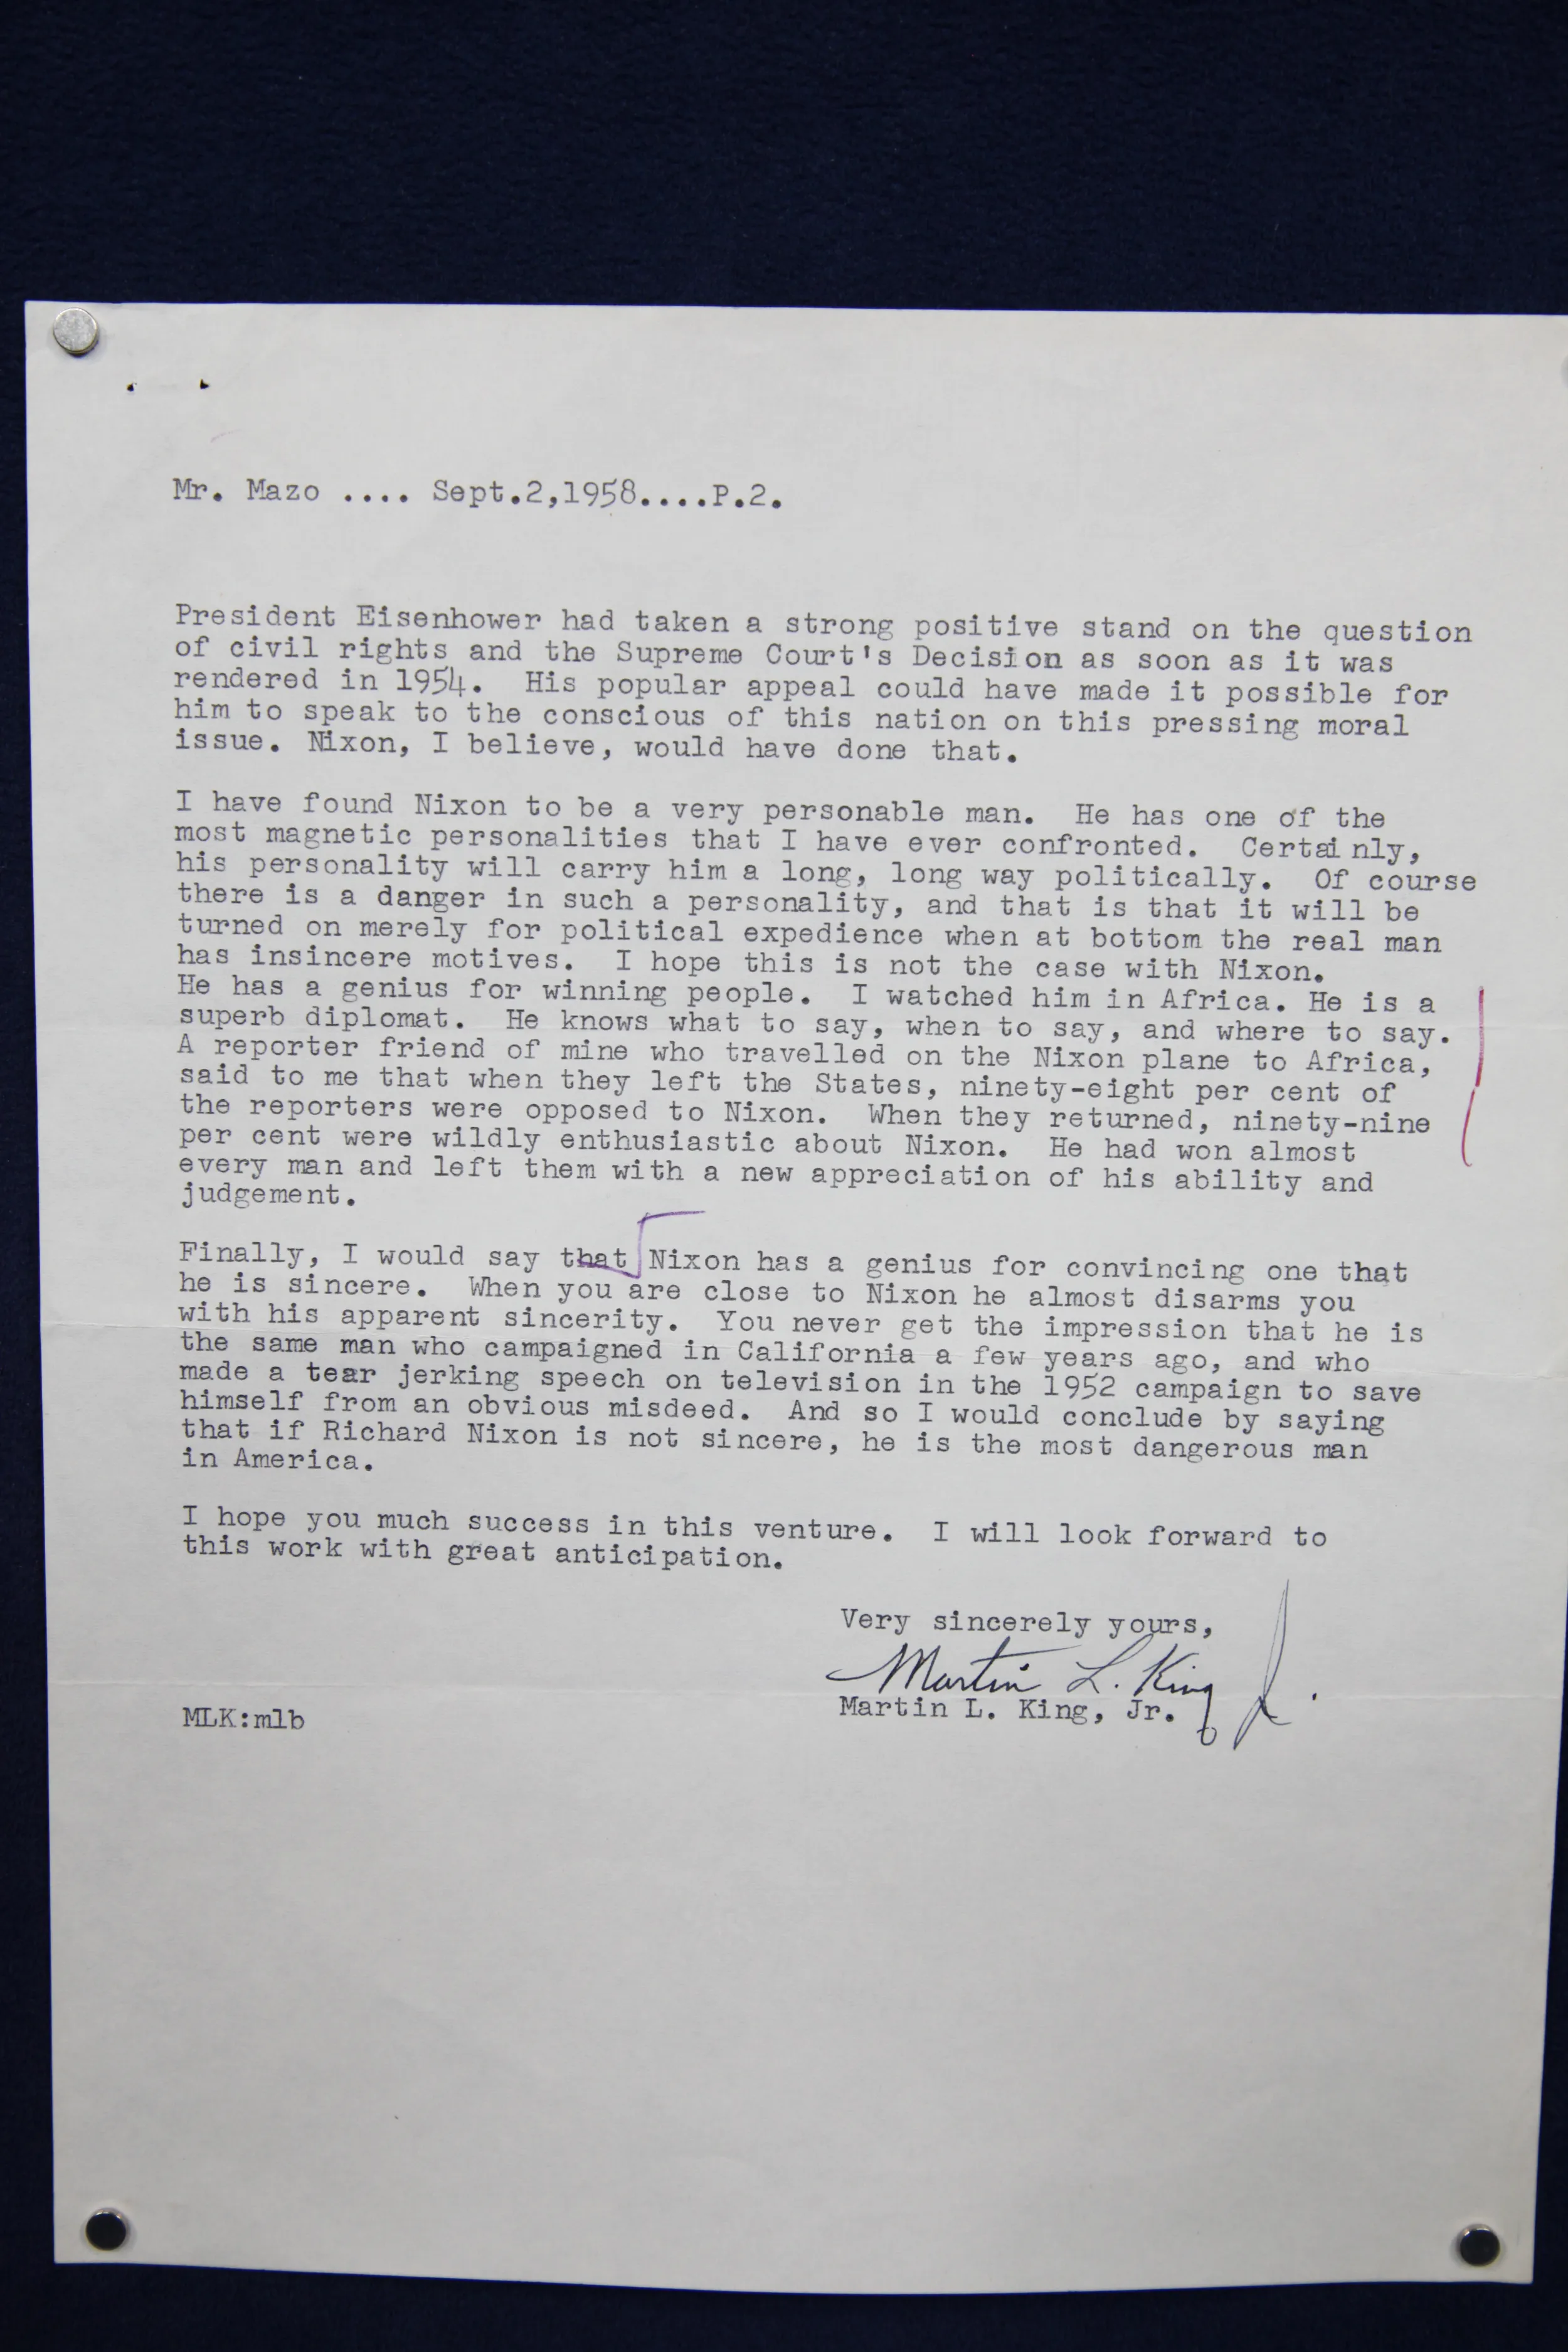 Mr. Mazo .... Sept.2,1958....P.2.
President Eisenhower had taken a strong positive stand on the question
of civil rights and the Supreme Court's Decision as soon as it was
rendered in 1954. His popular appeal could have made it possible for
him to speak to the conscious of this nation on this pressing moral
issue. Nixon, I believe, would have done that.
I have found Nixon to be a very personable man. He has one of the
most magnetic personalities that I have ever confronted. Certainly,
his personality will carry him a long, long way politically. Of course
there is a danger in such a personality, and that is that it will be
turned on merely for political expedience when at bottom the real man
has insincere motives. I hope this is not the case with Nixon.
He has a genius for winning people. I watched him in Africa. He is a
superb diplomat. He knows what to say, when to say, and where to say.
A reporter friend of mine who travelled on the Nixon plane to Africa,
said to me that when they left the States, ninety-eight per cent of
the reporters were opposed to Nixon. When they returned, ninety-nine
per cent were wildly enthusiastic about Nixon. He had won almost
every man and left them with a new appreciation of his ability and
judgement.
Finally, I would say that Nixon has a genius for convincing one that
he is sincere. When you are close to Nixon he almost disarms you
with his apparent sincerity. You never get the impression that he is
the same man who campaigned in California a few years ago, and who
made a tear jerking speech on television in the 1952 campaign to save
himself from an obvious misdeed. And so I would conclude by saying
that if Richard Nixon is not sincere, he is the most dangerous man
in America.
I hope you much success in this venture. I will look forward to
this work with great anticipation.
Very sincerely yours,
Martin L. King Jr.
Martin L. King, Jr.
MLK:mlb